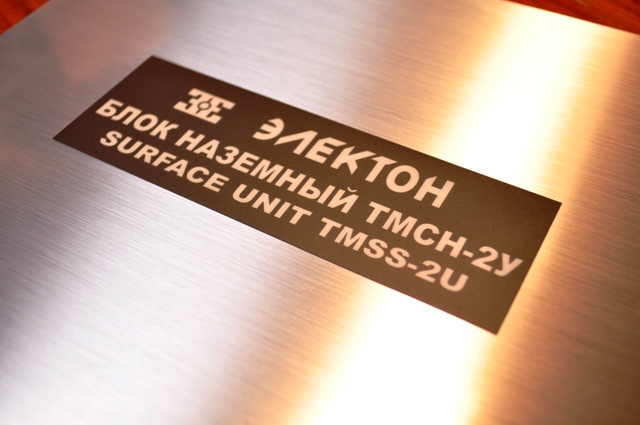 ЭЛЕКТОН
БЛОК НАЗЕМНЫЙ ТМСН-2У
SURFACE UNIT TMSS-2U